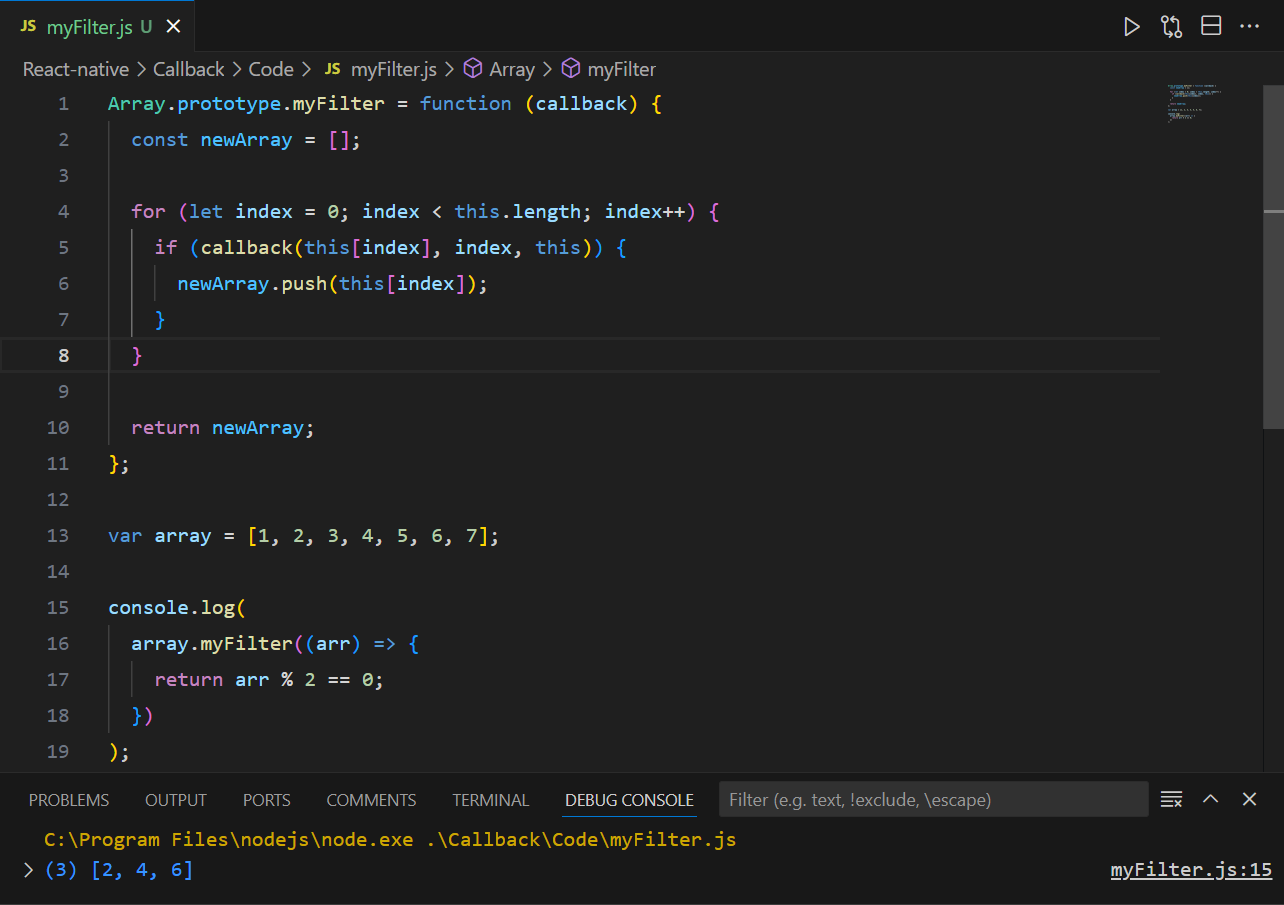 JS myFilter.js U
React-native > Callback > Code > JS myFilter.js > Array > myFilter
1 Array.prototype.myFilter = function (callback) {
2   const newArray = [];
3
4   for (let index = 0; index < this.length; index++) {
5     if (callback(this[index], index, this)) {
6       newArray.push(this[index]);
7     }
8   }
9
10   return newArray;
11 };
12
13 var array = [1, 2, 3, 4, 5, 6, 7];
14
15 console.log(
16   array.myFilter((arr) => {
17     return arr % 2 == 0;
18   })
19 );
PROBLEMS OUTPUT PORTS COMMENTS TERMINAL DEBUG CONSOLE Filter (e.g. text, !exclude, \escape)
C:\Program Files\nodejs\node.exe .\Callback\Code\myFilter.js
> (3) [2, 4, 6] myFilter.js:15